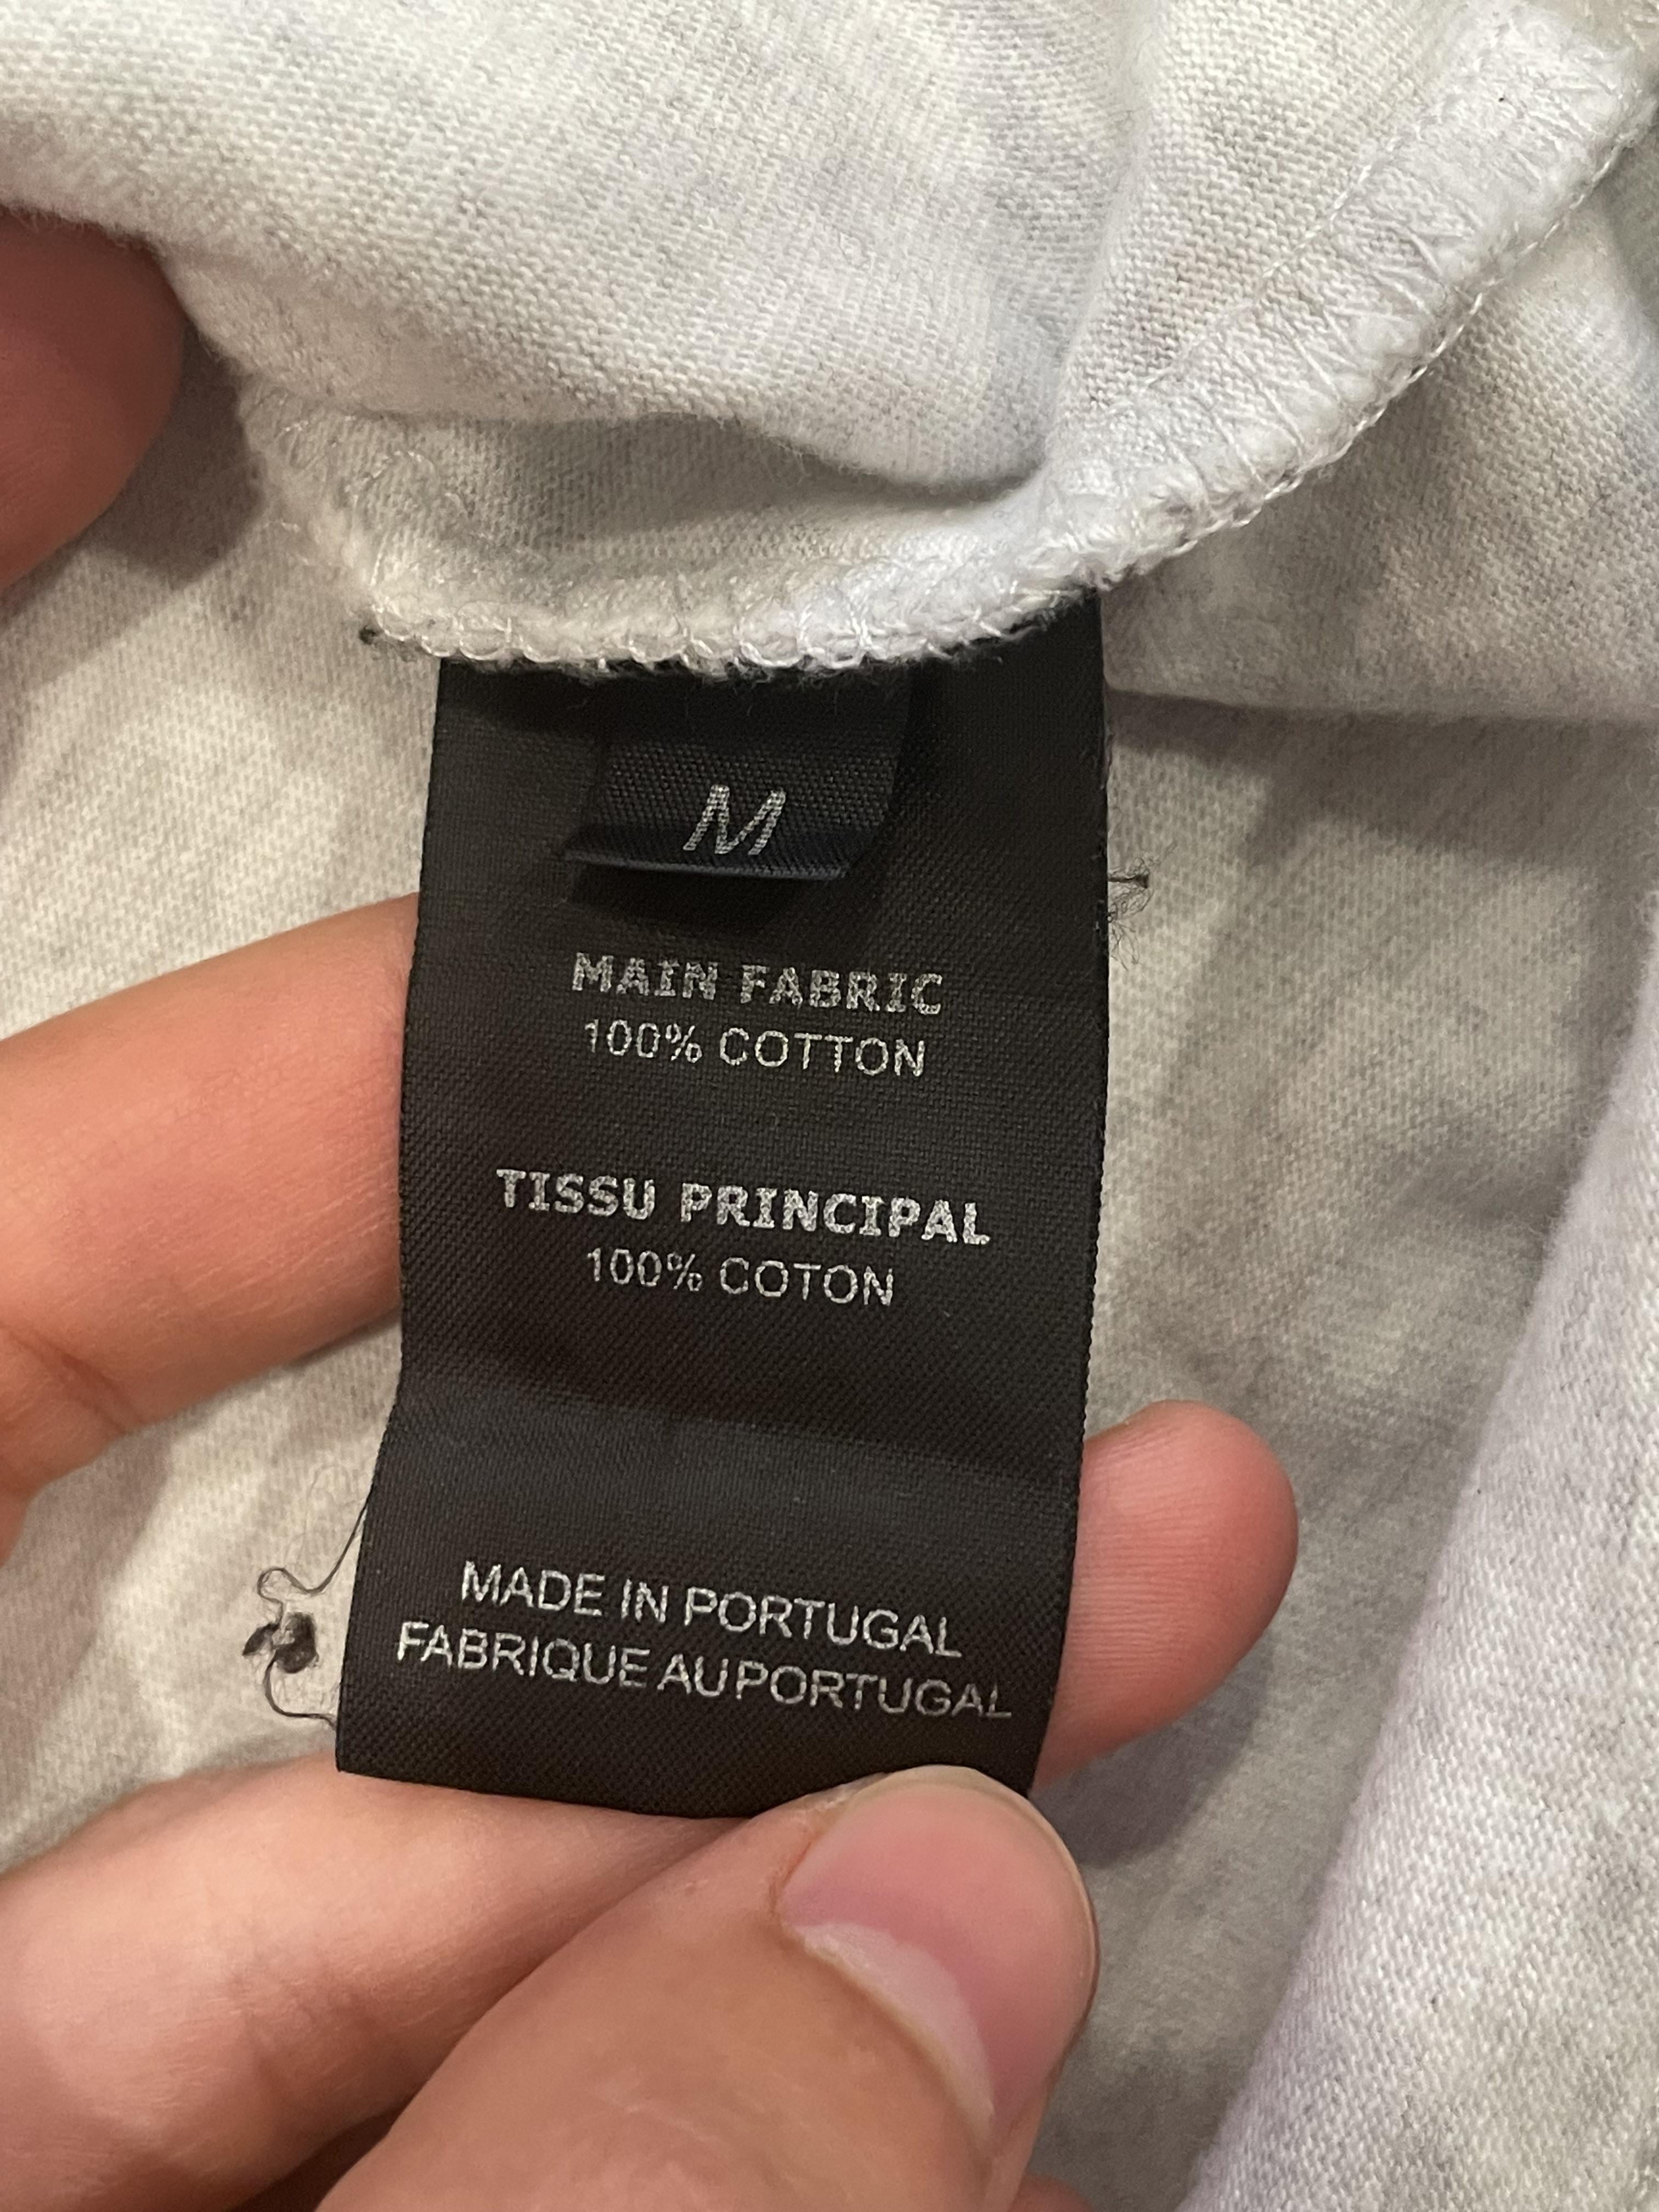 M
MAIN FABRIC
100% COTTON
TISSU PRINCIPAL
100% COTON
MADE IN PORTUGAL
FABRIQUE AU PORTUGAL